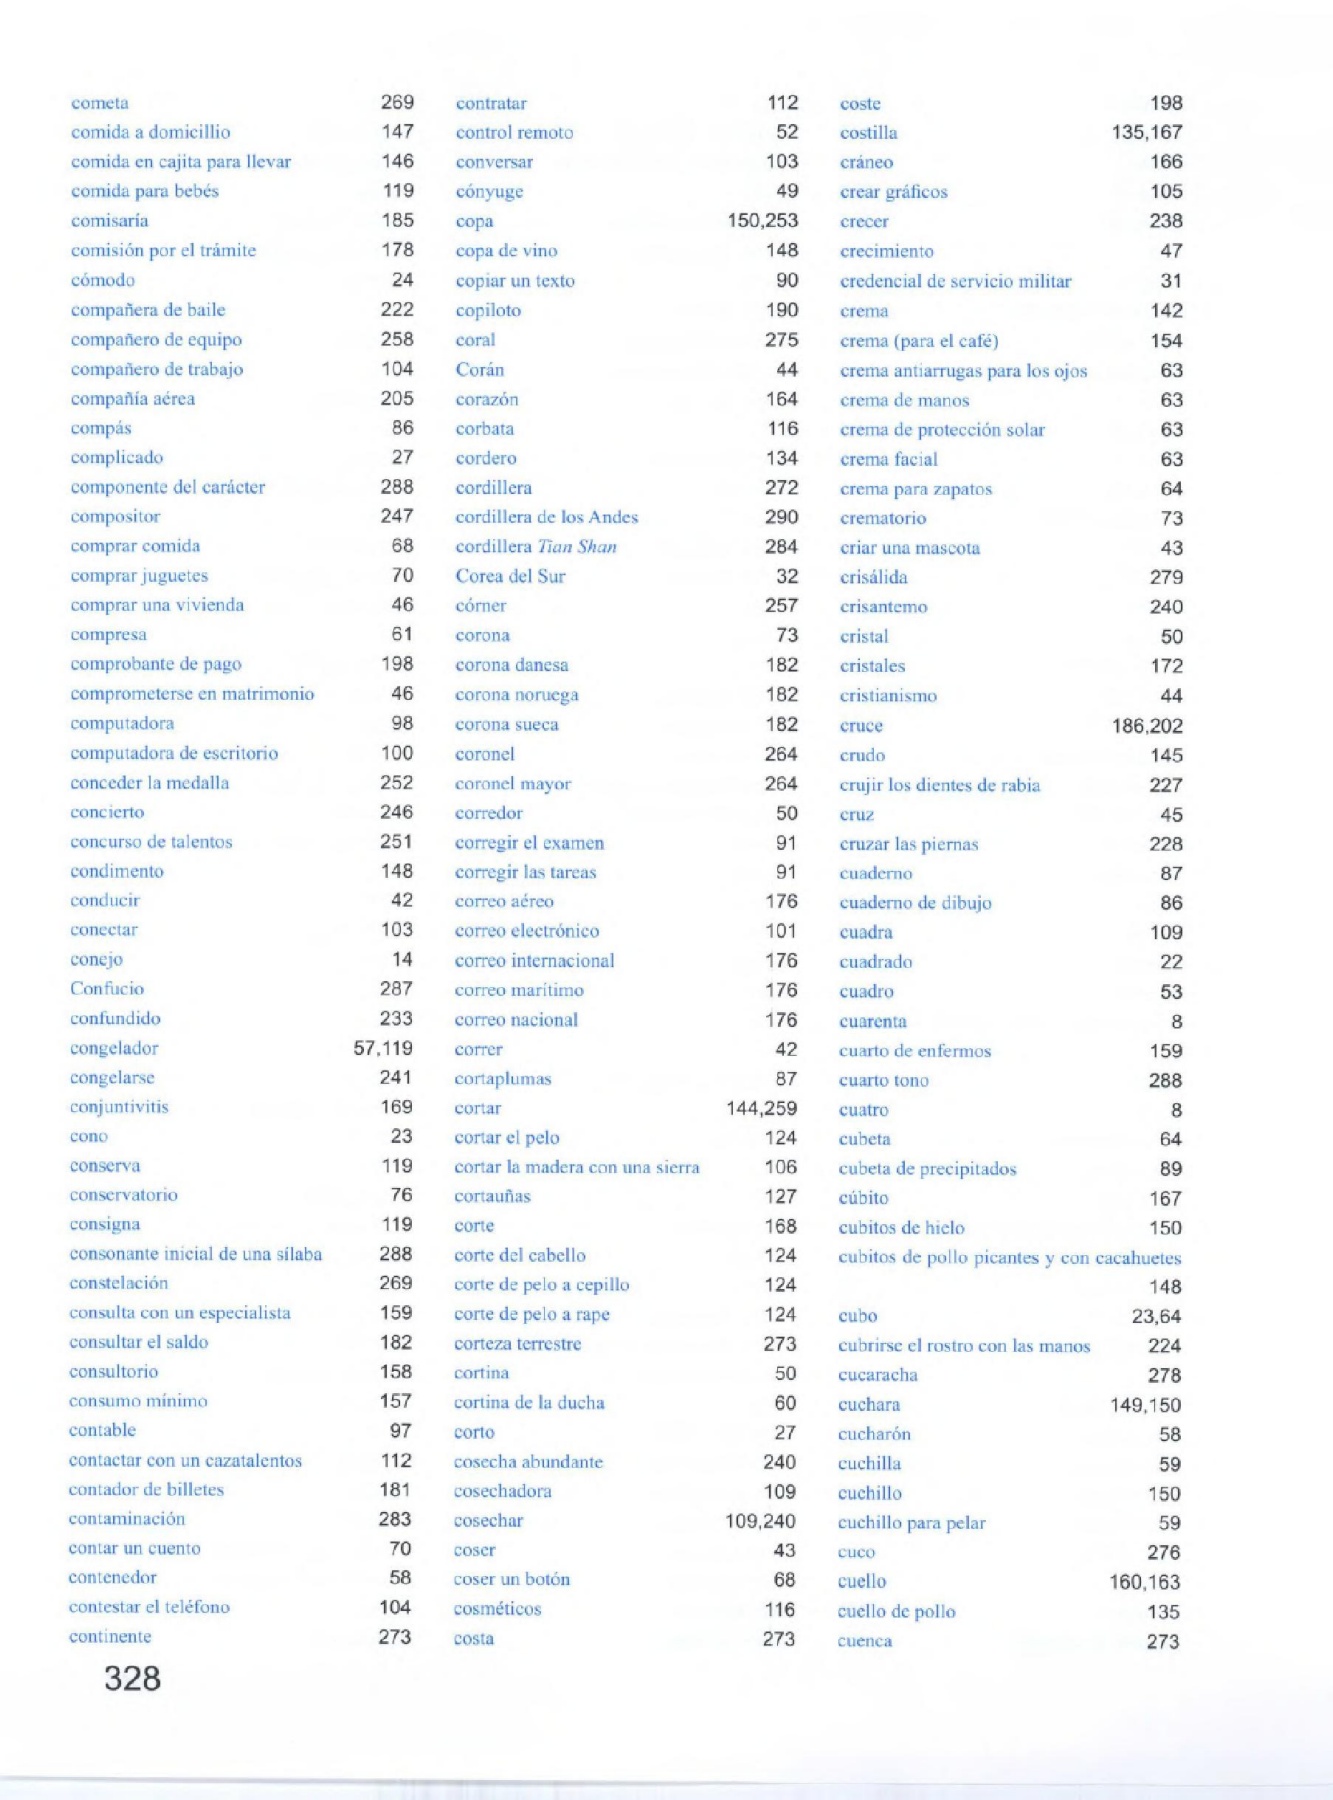 cometa 269
comida a domicillio 147
comida en cajita para llevar 146
comida para bebés 119
comisaría 185
comisión por el trámite 178
cómodo 24
compañera de baile 222
compañero de equipo 258
compañero de trabajo 104
compañía aérea 205
compás 86
complicado 27
componente del carácter 288
compositor 247
comprar comida 68
comprar juguetes 70
comprar una vivienda 46
compresa 61
comprobante de pago 198
comprometerse en matrimonio 46
computadora 98
computadora de escritorio 100
conceder la medalla 252
concierto 246
concurso de talentos 251
condimento 148
conducir 42
conectar 103
conejo 14
Confucio 287
confundido 233
congelador 57,119
congelarse 241
conjuntivitis 169
cono 23
conserva 119
conservatorio 76
consigna 119
consonante inicial de una sílaba 288
constelación 269
consulta con un especialista 159
consultar el saldo 182
consultorio 158
consumo mínimo 157
contable 97
contactar con un cazatalentos 112
contador de billetes 181
contaminación 283
contar un cuento 70
contenedor 58
contestar el teléfono 104
continente 273
contratar 112
control remoto 52
conversar 103
cónyuge 49
copa 150,253
copa de vino 148
copiar un texto 90
copiloto 190
coral 275
Corán 44
corazón 164
corbata 116
cordero 134
cordillera 272
cordillera de los Andes 290
cordillera Tian Shan 284
Corea del Sur 32
córner 257
corona 73
corona danesa 182
corona noruega 182
corona sueca 182
coronel 264
coronel mayor 264
corredor 50
corregir el examen 91
corregir las tareas 91
correo aéreo 176
correo electrónico 101
correo internacional 176
correo marítimo 176
correo nacional 176
correr 42
cortaplumas 87
cortar 144,259
cortar el pelo 124
cortar la madera con una sierra 106
cortauñas 127
corte 168
corte del cabello 124
corte de pelo a cepillo 124
corte de pelo a rape 124
corteza terrestre 273
cortina 50
cortina de la ducha 60
corto 27
cosecha abundante 240
cosechadora 109
cosechar 109,240
coser 43
coser un botón 68
cosméticos 116
costa 273
coste 198
costilla 135,167
cráneo 166
crear gráficos 105
crecer 238
crecimiento 47
credencial de servicio militar 31
crema 142
crema (para el café) 154
crema antiarrugas para los ojos 63
crema de manos 63
crema de protección solar 63
crema facial 63
crema para zapatos 64
crematorio 73
criar una mascota 43
crisálida 279
crisantemo 240
cristal 50
cristales 172
cristianismo 44
cruce 186,202
crudo 145
crujir los dientes de rabia 227
cruz 45
cruzar las piernas 228
cuaderno 87
cuaderno de dibujo 86
cuadra 109
cuadrado 22
cuadro 53
cuarenta 8
cuarto de enfermos 159
cuarto tono 288
cuatro 8
cubeta 64
cubeta de precipitados 89
cúbito 167
cubitos de hielo 150
cubitos de pollo picantes y con cacahuetes
148
cubo 23,64
cubrirse el rostro con las manos 224
cucaracha 278
cuchara 149,150
cucharón 58
cuchilla 59
cuchillo 150
cuchillo para pelar 59
cuco 276
cuello 160,163
cuello de pollo 135
cuenca 273
328